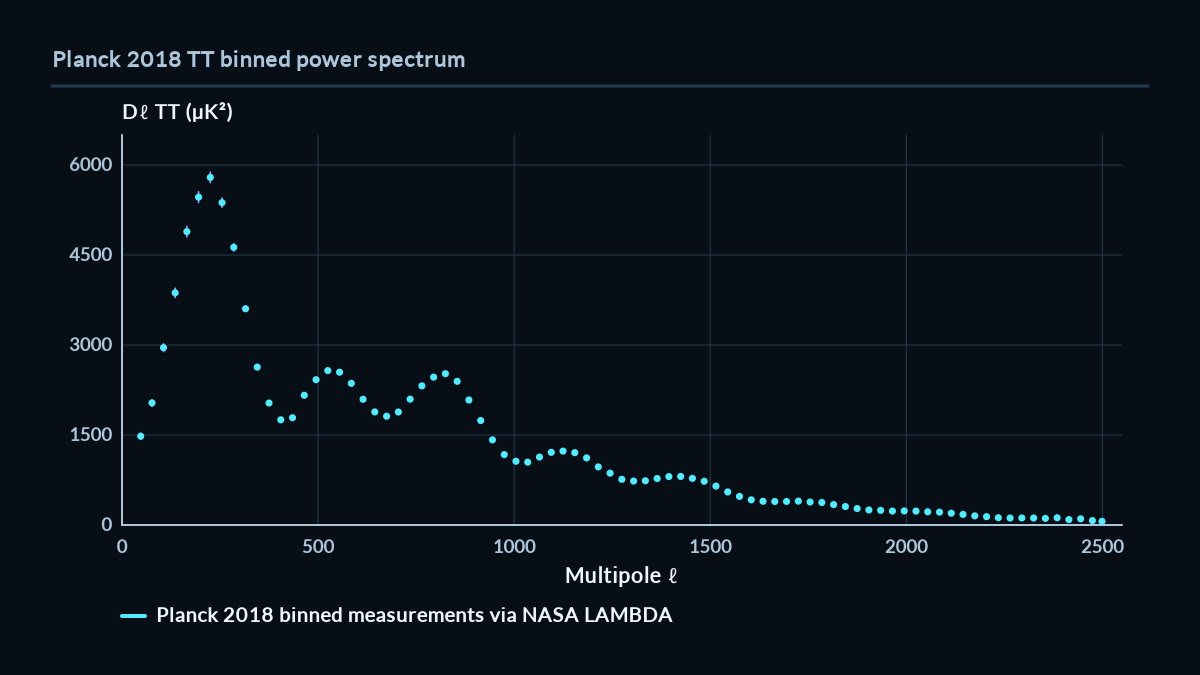 Planck 2018 TT binned power spectrum
Dℓ TT (μK²)
6000
4500
3000
1500
0
0 500 1000 1500 2000 2500
Multipole ℓ
Planck 2018 binned measurements via NASA LAMBDA